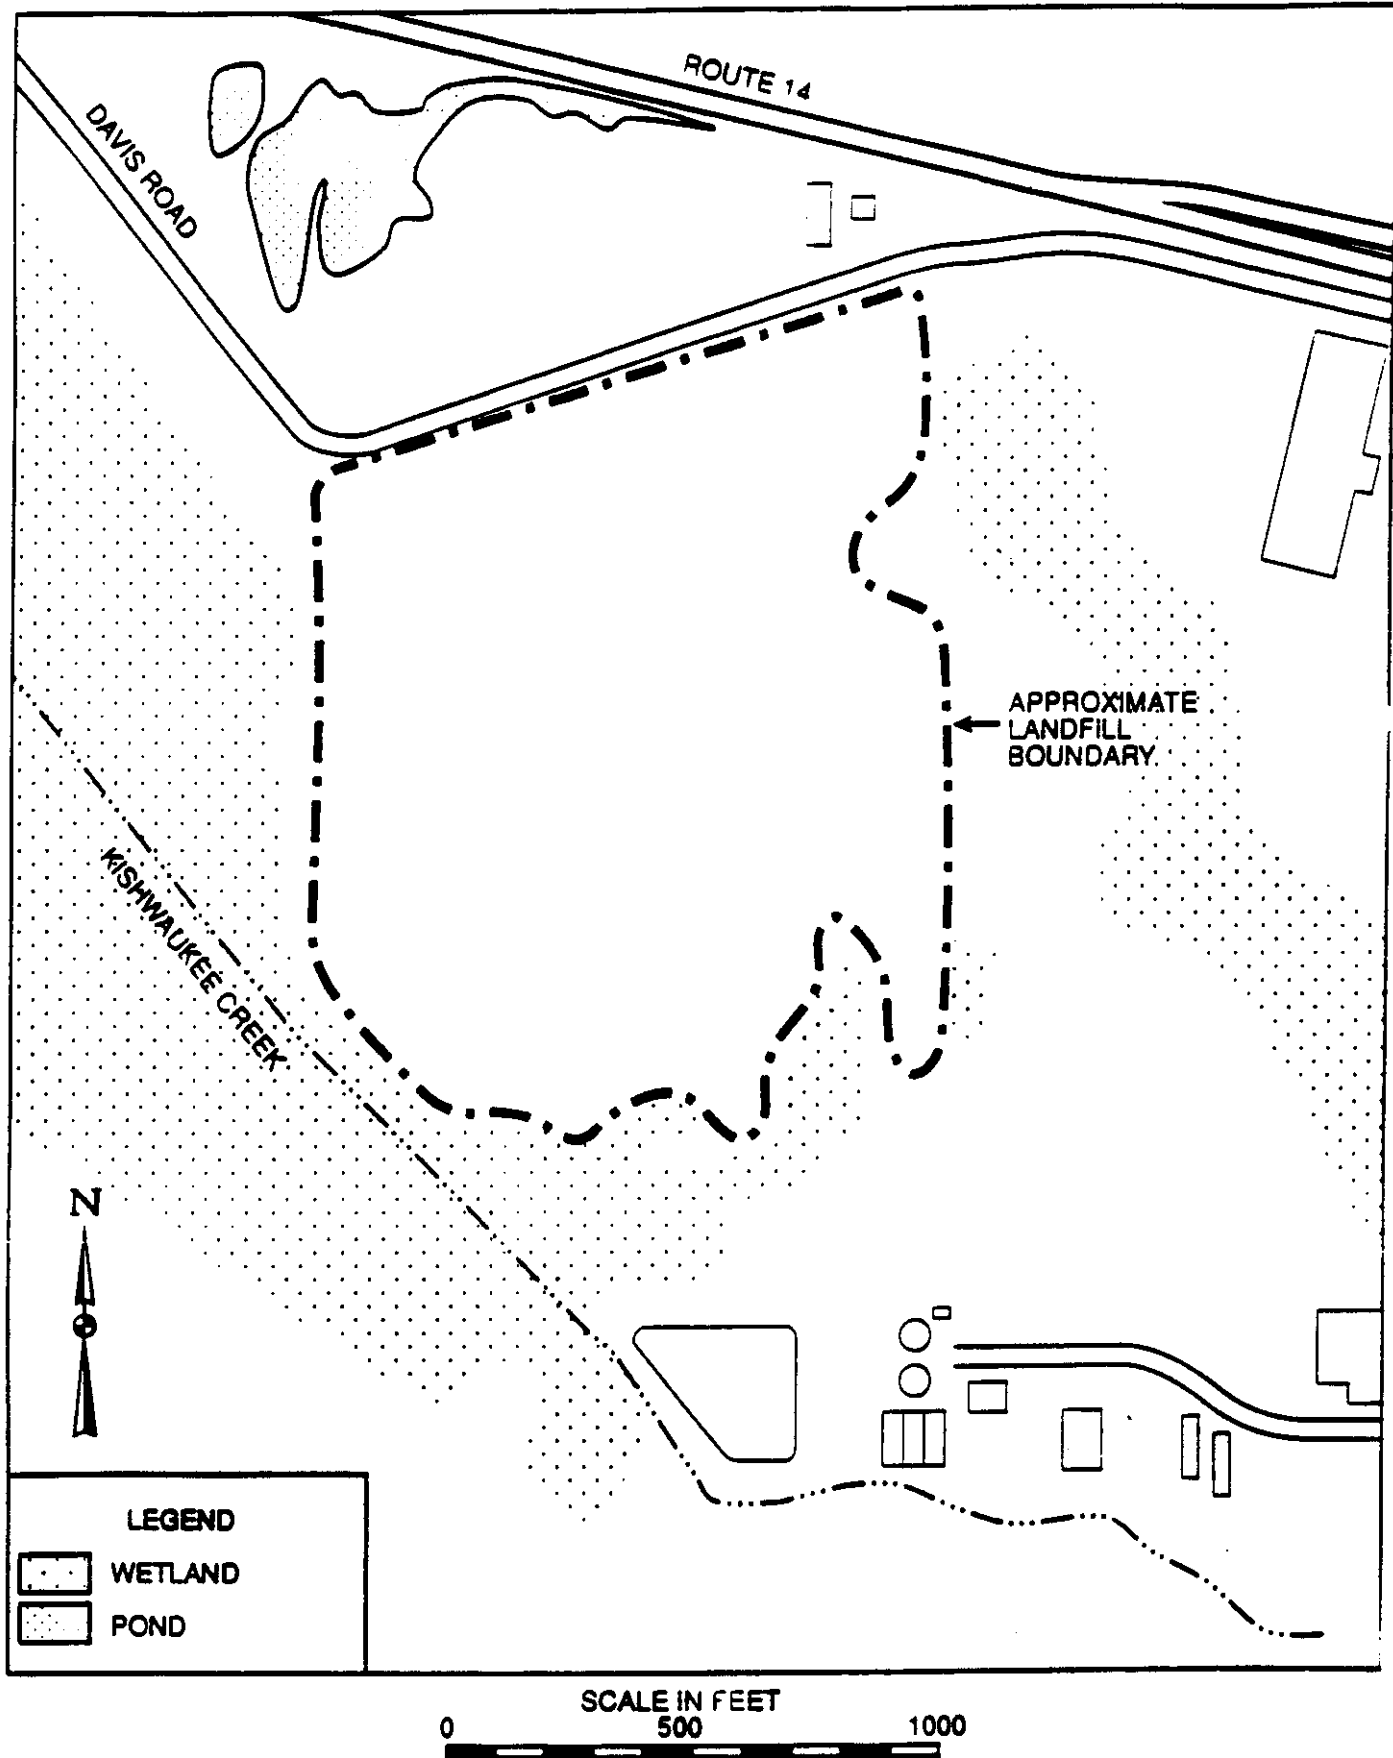 ROUTE 14
DAVIS ROAD
APPROXIMATE
LANDFILL
BOUNDARY
KISHWAUKEE CREEK
N
LEGEND
WETLAND
POND
SCALE IN FEET
0 500 1000